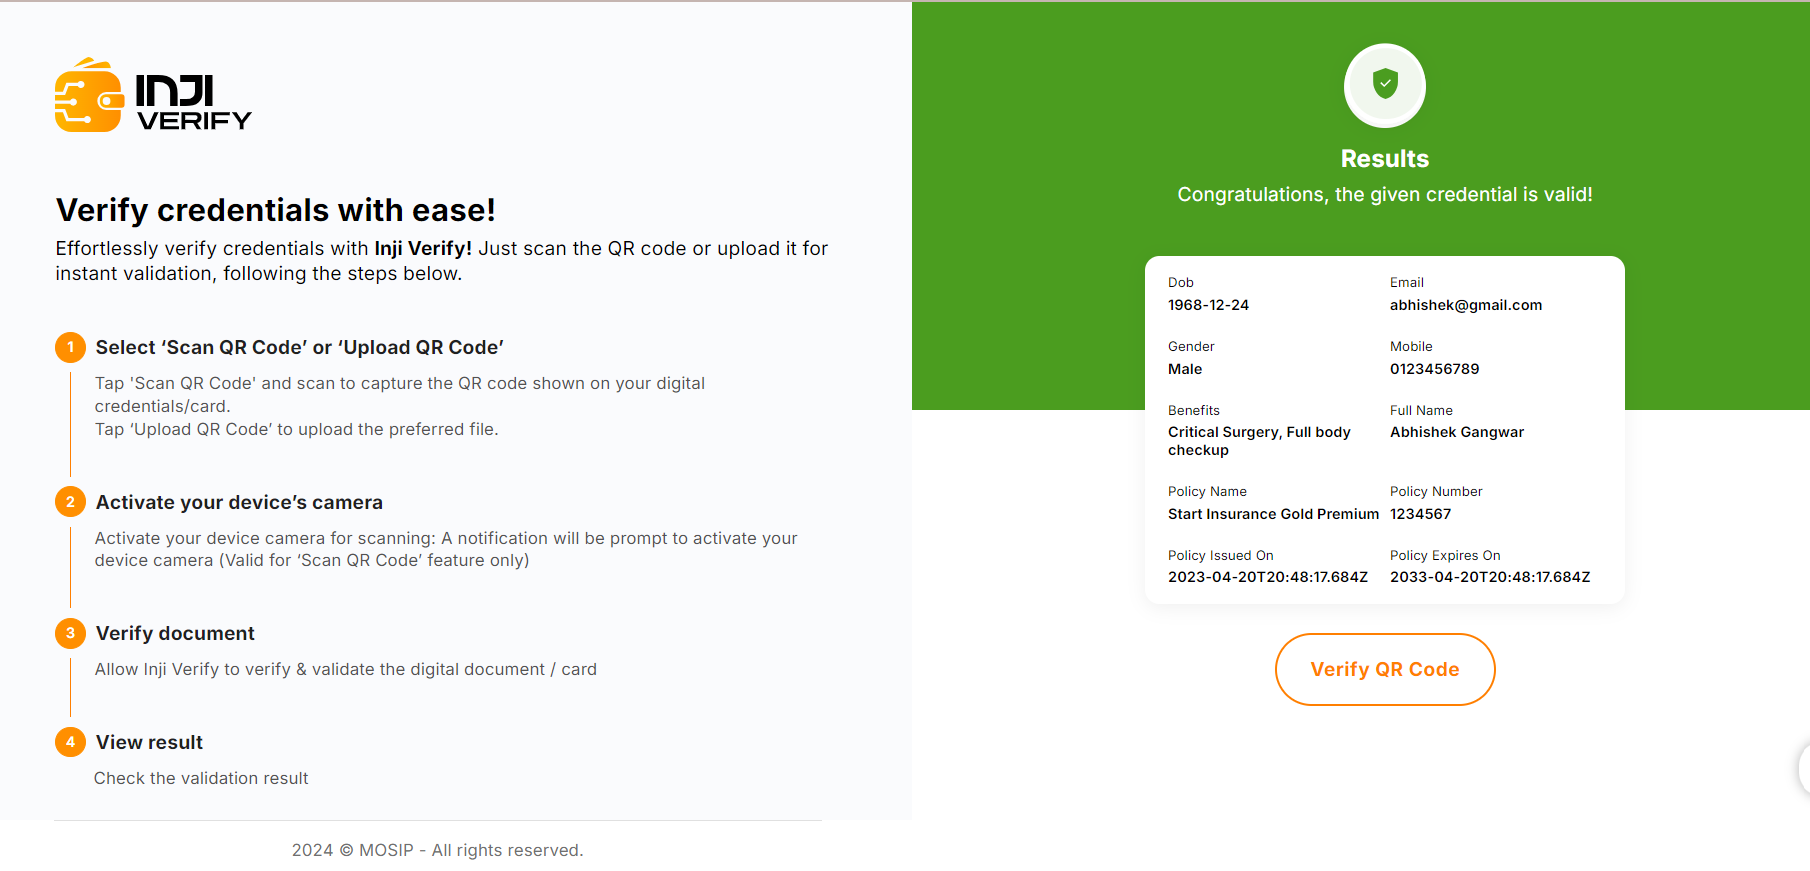 INJI
VERIFY
Verify credentials with ease!
Effortlessly verify credentials with Inji Verify! Just scan the QR code or upload it for
instant validation, following the steps below.
1 Select ‘Scan QR Code’ or ‘Upload QR Code’
Tap 'Scan QR Code' and scan to capture the QR code shown on your digital
credentials/card.
Tap ‘Upload QR Code’ to upload the preferred file.
2 Activate your device’s camera
Activate your device camera for scanning: A notification will be prompt to activate your
device camera (Valid for ‘Scan QR Code’ feature only)
3 Verify document
Allow Inji Verify to verify & validate the digital document / card
4 View result
Check the validation result
2024 © MOSIP - All rights reserved.
Results
Congratulations, the given credential is valid!
Dob Email
1968-12-24 abhishek@gmail.com
Gender Mobile
Male 0123456789
Benefits Full Name
Critical Surgery, Full body Abhishek Gangwar
checkup
Policy Name Policy Number
Start Insurance Gold Premium 1234567
Policy Issued On Policy Expires On
2023-04-20T20:48:17.684Z 2033-04-20T20:48:17.684Z
Verify QR Code